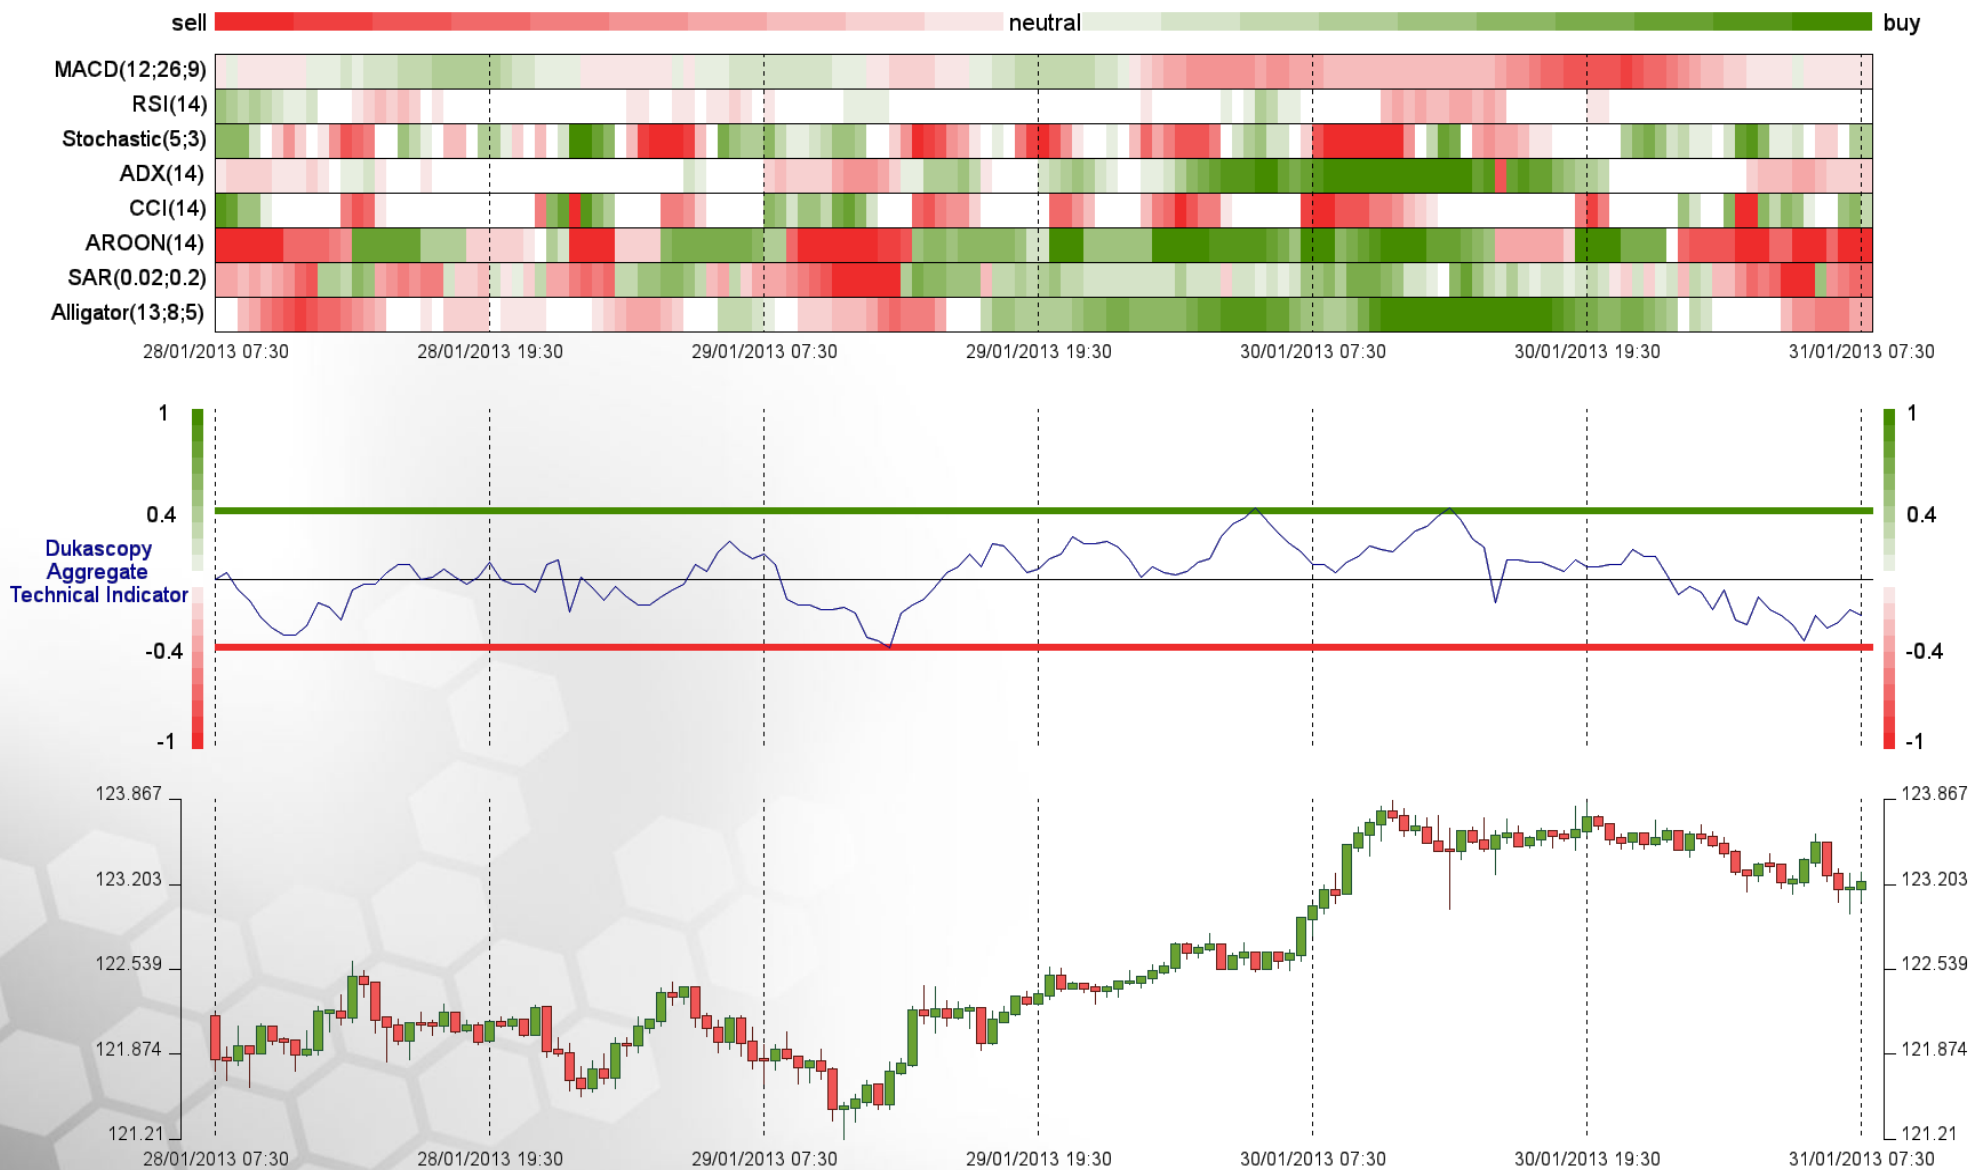 sell neutral buy
MACD(12;26;9)
RSI(14)
Stochastic(5;3)
ADX(14)
CCI(14)
AROON(14)
SAR(0.02;0.2)
Alligator(13;8;5)
28/01/2013 07:30 28/01/2013 19:30 29/01/2013 07:30 29/01/2013 19:30 30/01/2013 07:30 30/01/2013 19:30 31/01/2013 07:30
1 1
0.4 0.4
Dukascopy
Aggregate
Technical Indicator
-0.4 -0.4
-1 -1
123.867 123.867
123.203 123.203
122.539 122.539
121.874 121.874
121.21 121.21
28/01/2013 07:30 28/01/2013 19:30 29/01/2013 07:30 29/01/2013 19:30 30/01/2013 07:30 30/01/2013 19:30 31/01/2013 07:30